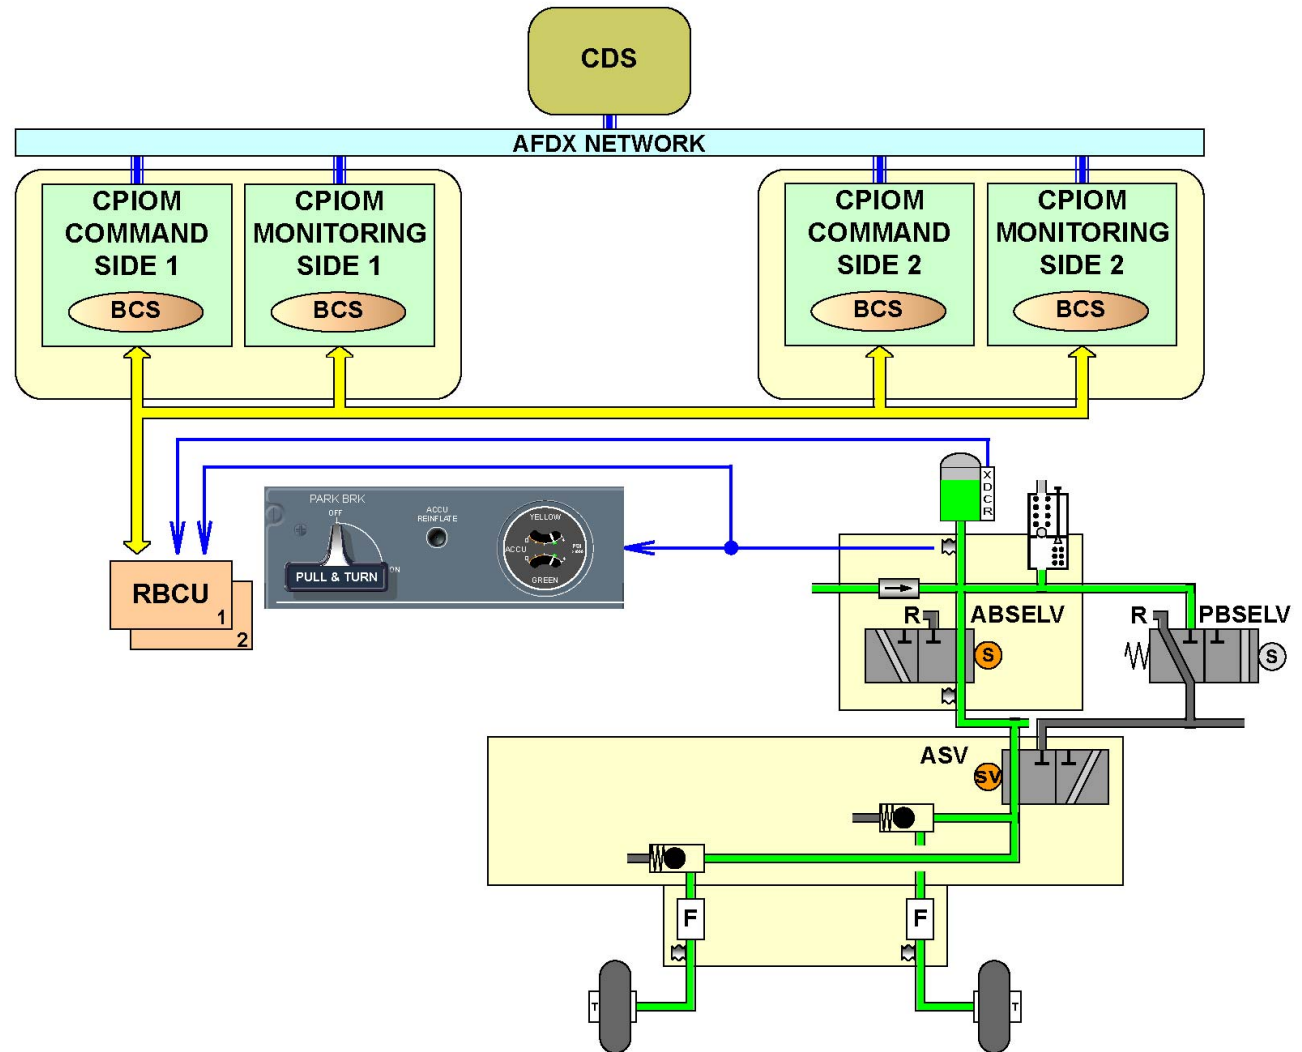 CDS
AFDX NETWORK
CPIOM
COMMAND
SIDE 1
BCS
CPIOM
MONITORING
SIDE 1
BCS
CPIOM
COMMAND
SIDE 2
BCS
CPIOM
MONITORING
SIDE 2
BCS
RBCU
1
2
PARK BRK
OFF
ON
PULL & TURN
ACCU
REINFLATE
YELLOW
ACCU
PSI
GREEN
X
D
C
R
R
ABSELV
S
R
PBSELV
S
ASV
SV
F
F
T
T